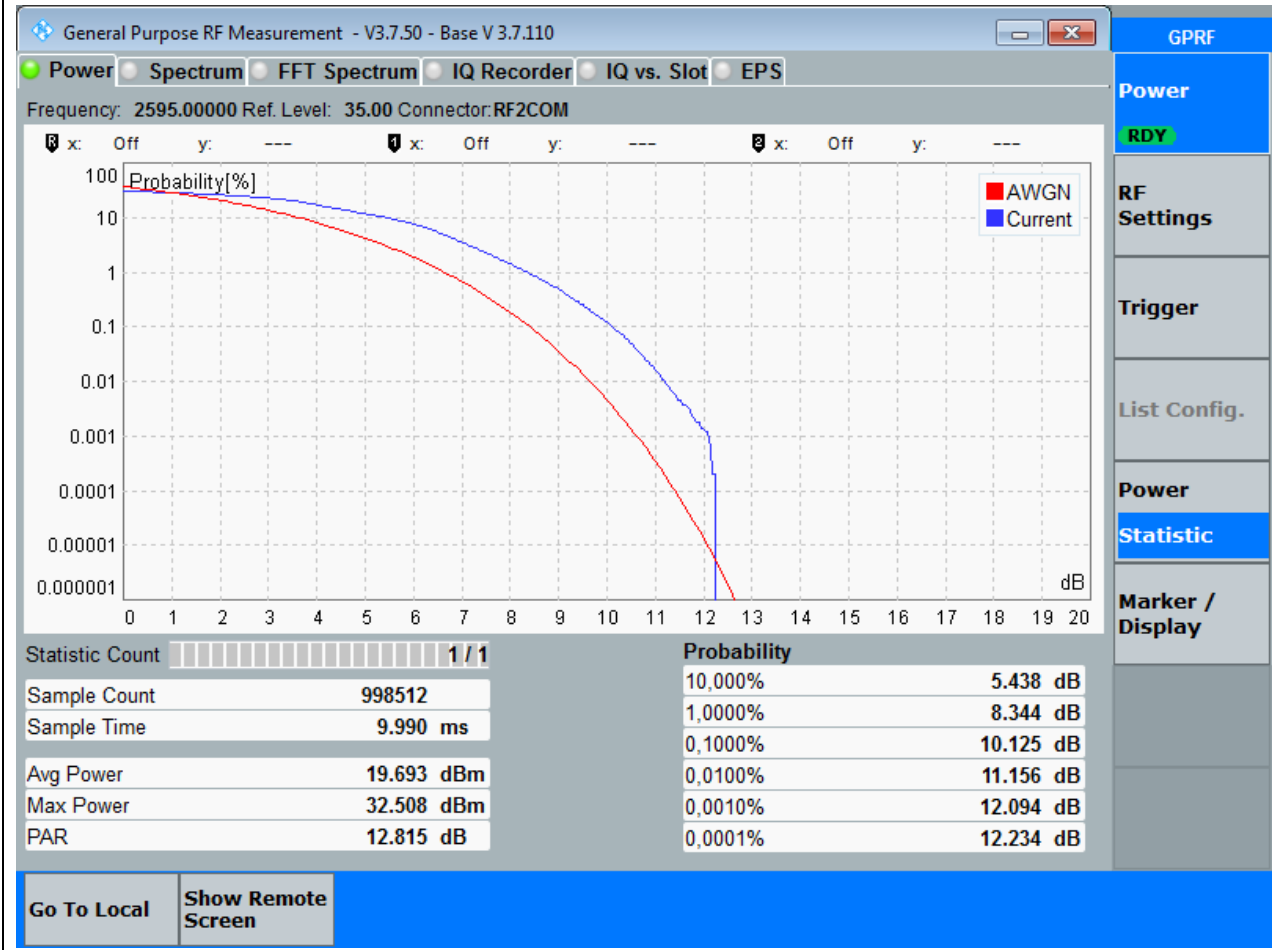 General Purpose RF Measurement - V3.7.50 - Base V 3.7.110
GPRF
Power Spectrum FFT Spectrum IQ Recorder IQ vs. Slot EPS
Frequency: 2595.00000 Ref. Level: 35.00 Connector:RF2COM
R x: Off y: --- 1 x: Off y: --- 2 x: Off y: ---
Probability[%]
AWGN
Current
100
10
1
0.1
0.01
0.001
0.0001
0.00001
0.000001
dB
0 1 2 3 4 5 6 7 8 9 10 11 12 13 14 15 16 17 18 19 20
Statistic Count 1 / 1
Sample Count 998512
Sample Time 9.990 ms
Avg Power 19.693 dBm
Max Power 32.508 dBm
PAR 12.815 dB
Probability
10,000% 5.438 dB
1,0000% 8.344 dB
0,1000% 10.125 dB
0,0100% 11.156 dB
0,0010% 12.094 dB
0,0001% 12.234 dB
Power
RDY
RF
Settings
Trigger
List Config.
Power
Statistic
Marker /
Display
Go To Local
Show Remote
Screen